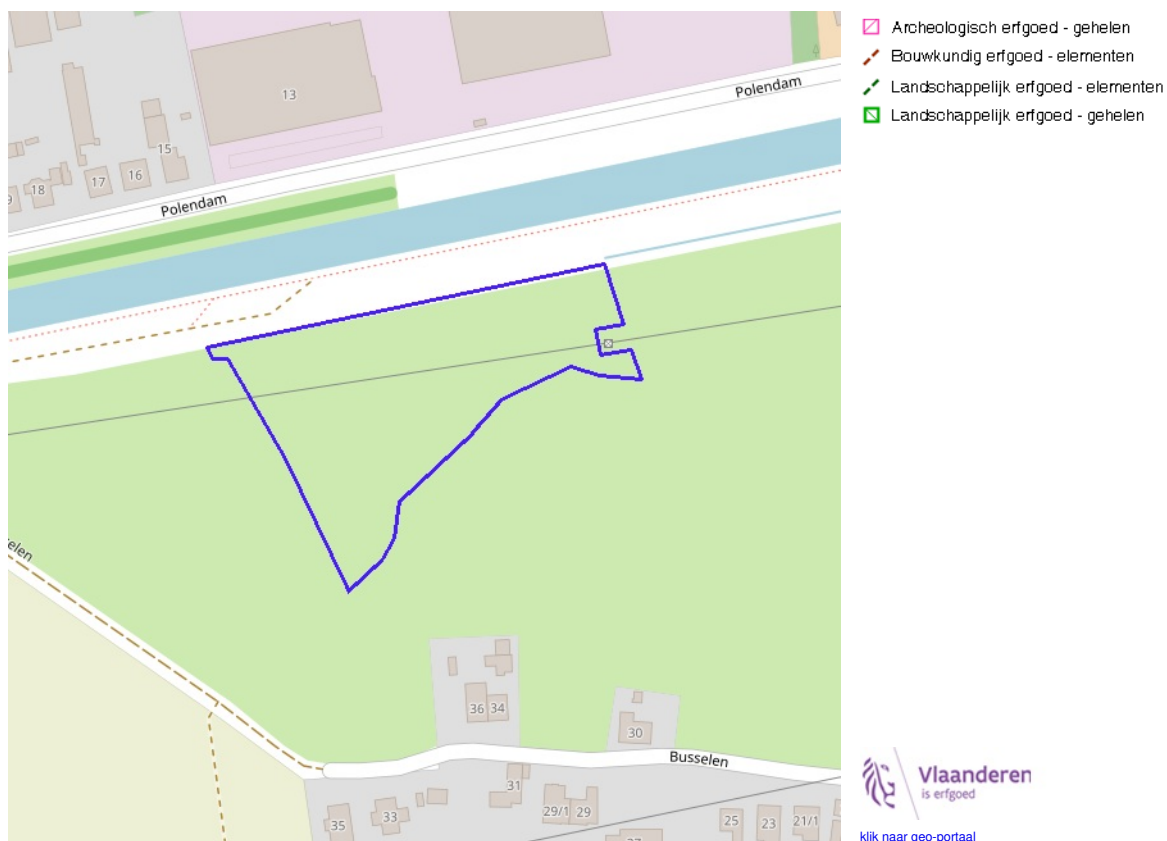 Archeologisch erfgoed - gehelen
Bouwkundig erfgoed - elementen
Landschappelijk erfgoed - elementen
Landschappelijk erfgoed - gehelen
13
Polendam
15
16
17
18
9
Polendam
elen
36 34
30
Busselen
31
29/1 29
35
33
25
23
21/1
Vlaanderen
is erfgoed
klik naar geo-portaal